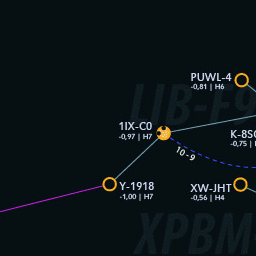 PUWL-4
-0,81 | H6
1IX-C0
-0,97 | H7
10 - 9
Y-1918
-1,00 | H7
XW-JHT
-0,56 | H4
-0,75 |
XPBM